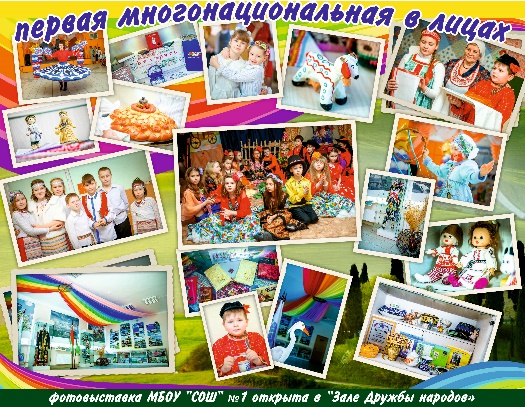 первая многонациональная в лицах
фотовыставка МБОУ "СОШ" №1 открыта в "Зале Дружбы народов»